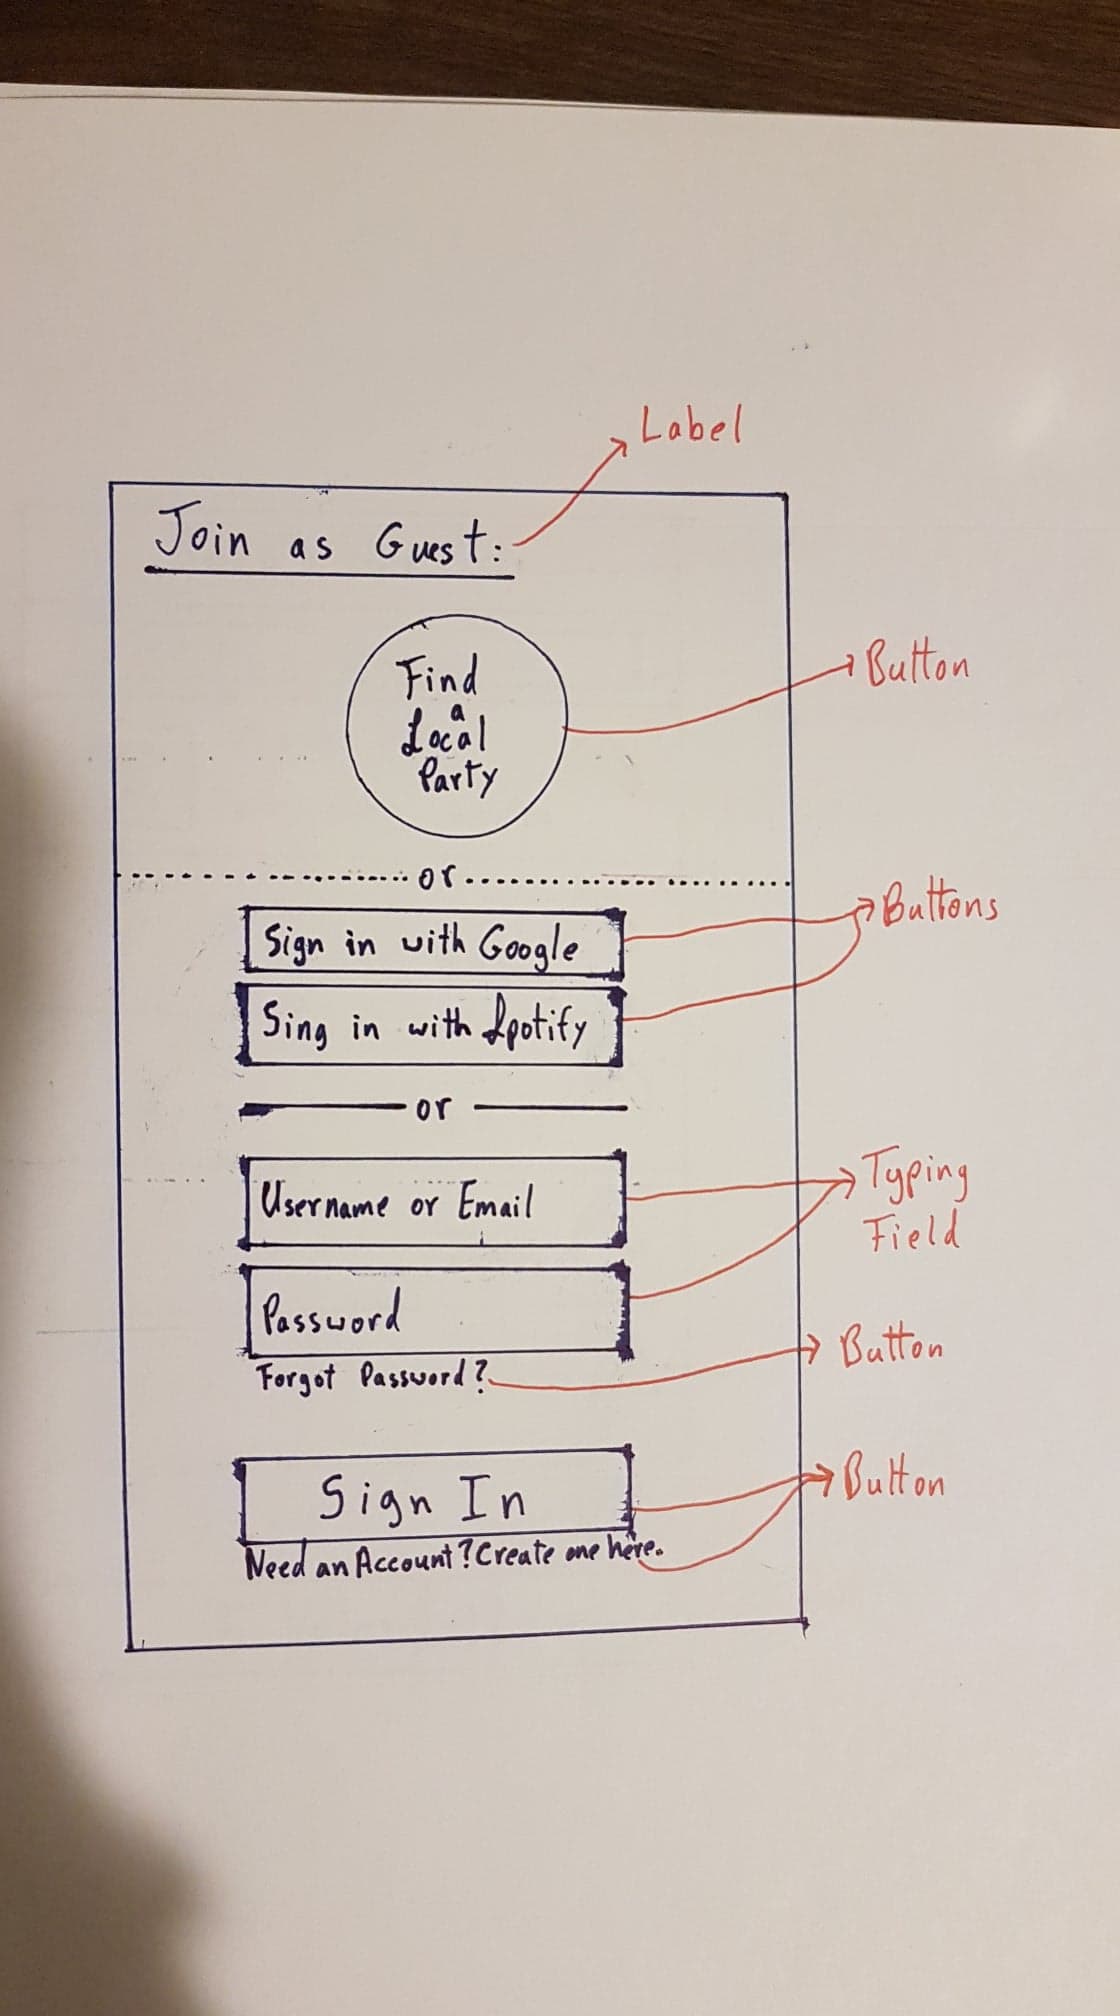 Label
Join as Guest:
Find
a
Local
Party
Button
or
Buttons
Sign in with Google
Sing in with Spotify
or
Username or Email
Typing
Field
Password
Forgot Password?
Button
Sign In
Button
Need an Account? Create one here.